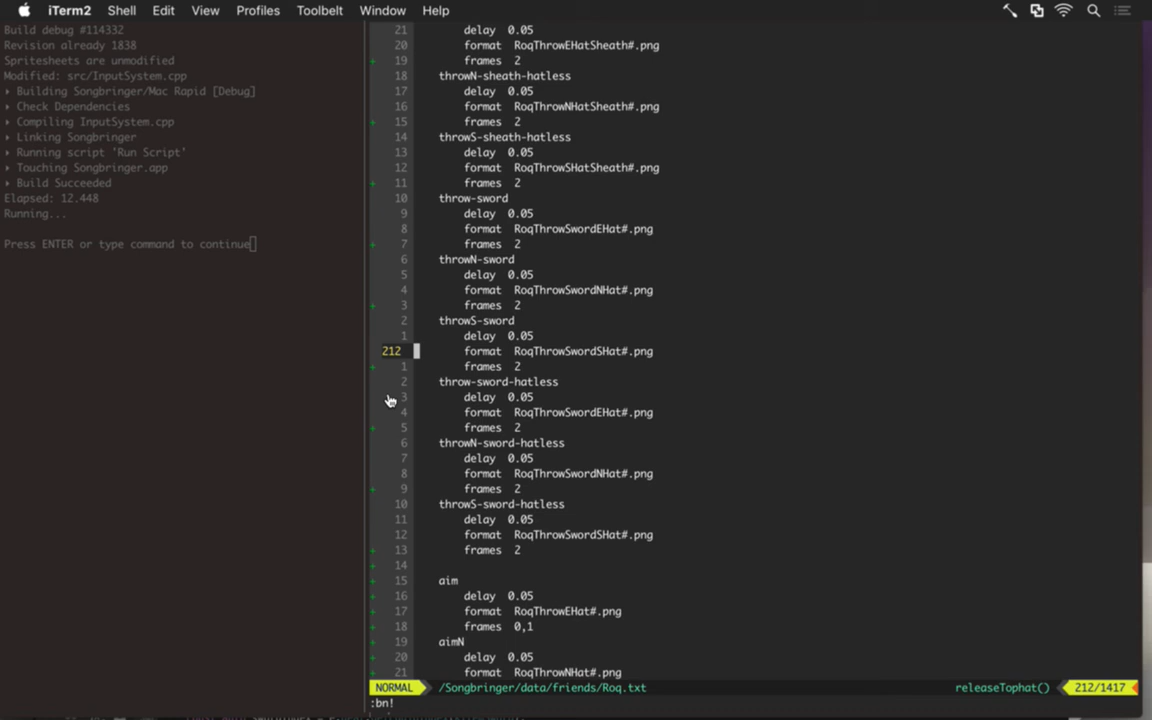 iTerm2 Shell Edit View Profiles Toolbelt Window Help
Build debug #114332
Revision already 1838
Spritesheets are unmodified
Modified: src/InputSystem.cpp
▸ Building Songbringer/Mac Rapid [Debug]
▸ Check Dependencies
▸ Compiling InputSystem.cpp
▸ Linking Songbringer
▸ Running script 'Run Script'
▸ Touching Songbringer.app
▸ Build Succeeded
Elapsed: 12.448
Running...
Press ENTER or type command to continue
21 delay 0.05
20 format RoqThrowEHatSheath#.png
+ 19 frames 2
18 throwN-sheath-hatless
17 delay 0.05
16 format RoqThrowNHatSheath#.png
+ 15 frames 2
14 throwS-sheath-hatless
13 delay 0.05
12 format RoqThrowSHatSheath#.png
+ 11 frames 2
10 throw-sword
9 delay 0.05
8 format RoqThrowSwordEHat#.png
+ 7 frames 2
6 throwN-sword
5 delay 0.05
4 format RoqThrowSwordNHat#.png
+ 3 frames 2
2 throwS-sword
1 delay 0.05
212 format RoqThrowSwordSHat#.png
+ 1 frames 2
2 throw-sword-hatless
3 delay 0.05
4 format RoqThrowSwordEHat#.png
+ 5 frames 2
6 throwN-sword-hatless
7 delay 0.05
8 format RoqThrowSwordNHat#.png
+ 9 frames 2
10 throwS-sword-hatless
11 delay 0.05
12 format RoqThrowSwordSHat#.png
+ 13 frames 2
+ 14
+ 15 aim
+ 16 delay 0.05
+ 17 format RoqThrowEHat#.png
+ 18 frames 0,1
+ 19 aimN
+ 20 delay 0.05
+ 21 format RoqThrowNHat#.png
NORMAL /Songbringer/data/friends/Roq.txt releaseTophat() 212/1417
:bn!